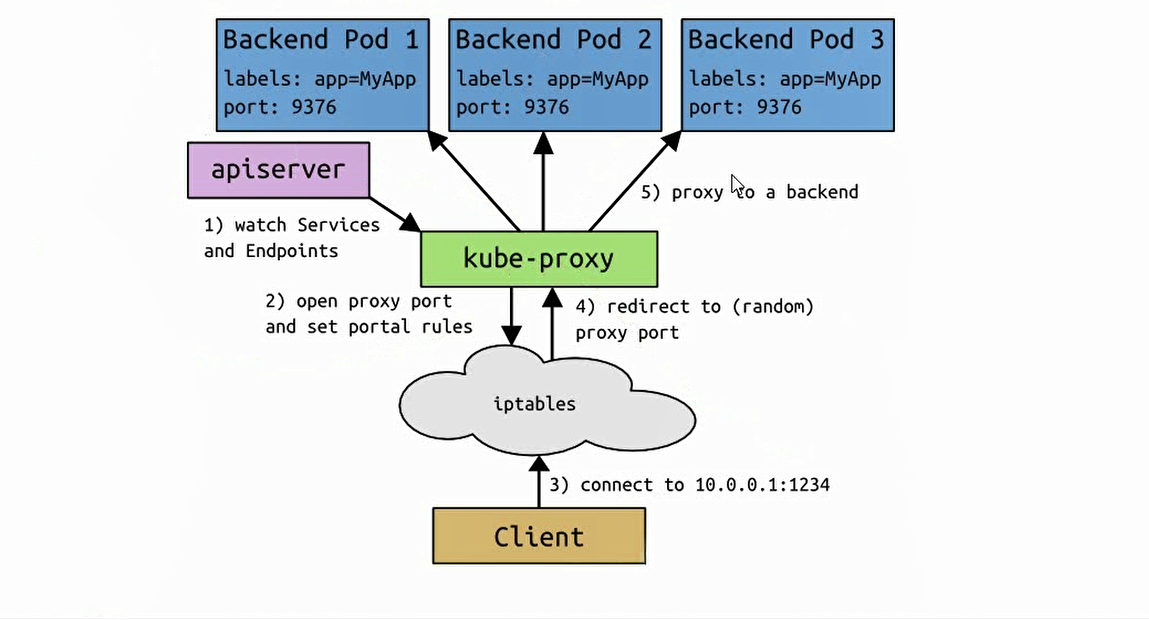 Backend Pod 1
labels: app=MyApp
port: 9376
Backend Pod 2
labels: app=MyApp
port: 9376
Backend Pod 3
labels: app=MyApp
port: 9376
apiserver
1) watch Services
and Endpoints
5) proxy to a backend
kube-proxy
2) open proxy port
and set portal rules
4) redirect to (random)
proxy port
iptables
3) connect to 10.0.0.1:1234
Client